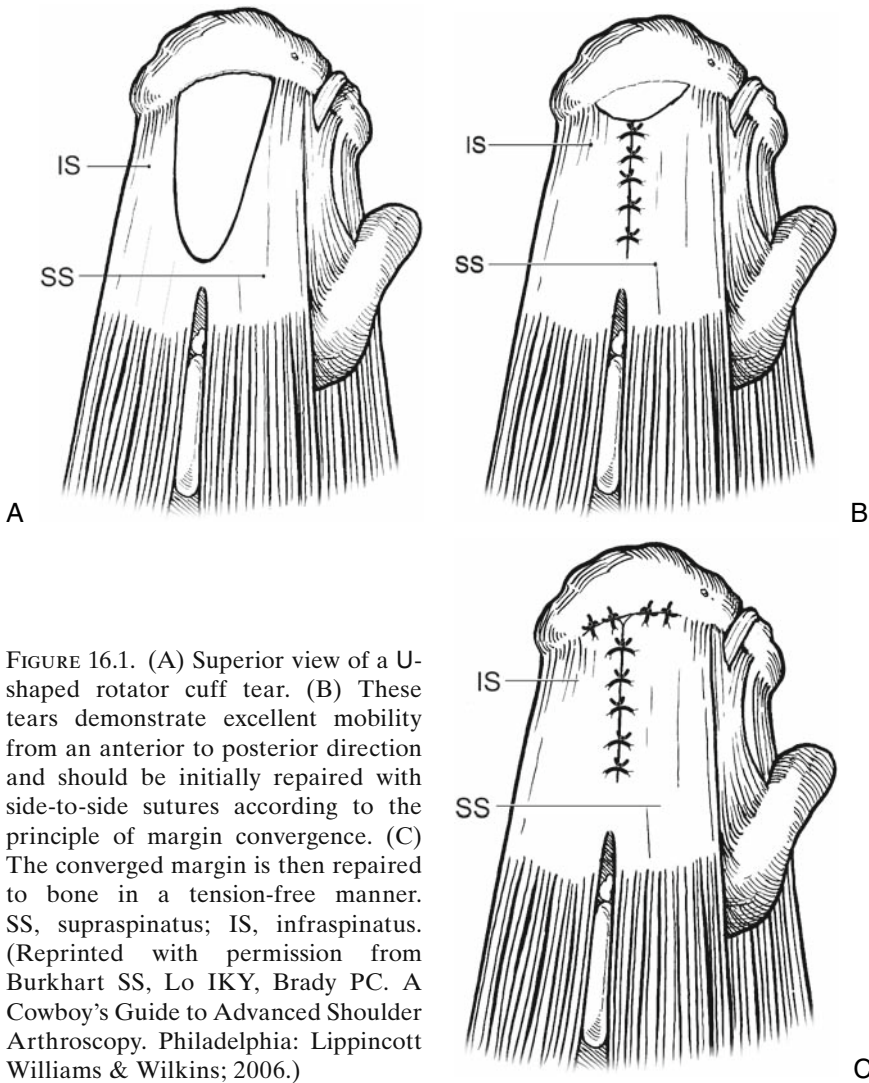 IS
SS
A
IS
SS
B
IS
SS
C
FIGURE 16.1. (A) Superior view of a U-
shaped rotator cuff tear. (B) These
tears demonstrate excellent mobility
from an anterior to posterior direction
and should be initially repaired with
side-to-side sutures according to the
principle of margin convergence. (C)
The converged margin is then repaired
to bone in a tension-free manner.
SS, supraspinatus; IS, infraspinatus.
(Reprinted with permission from
Burkhart SS, Lo IKY, Brady PC. A
Cowboy's Guide to Advanced Shoulder
Arthroscopy. Philadelphia: Lippincott
Williams & Wilkins; 2006.)